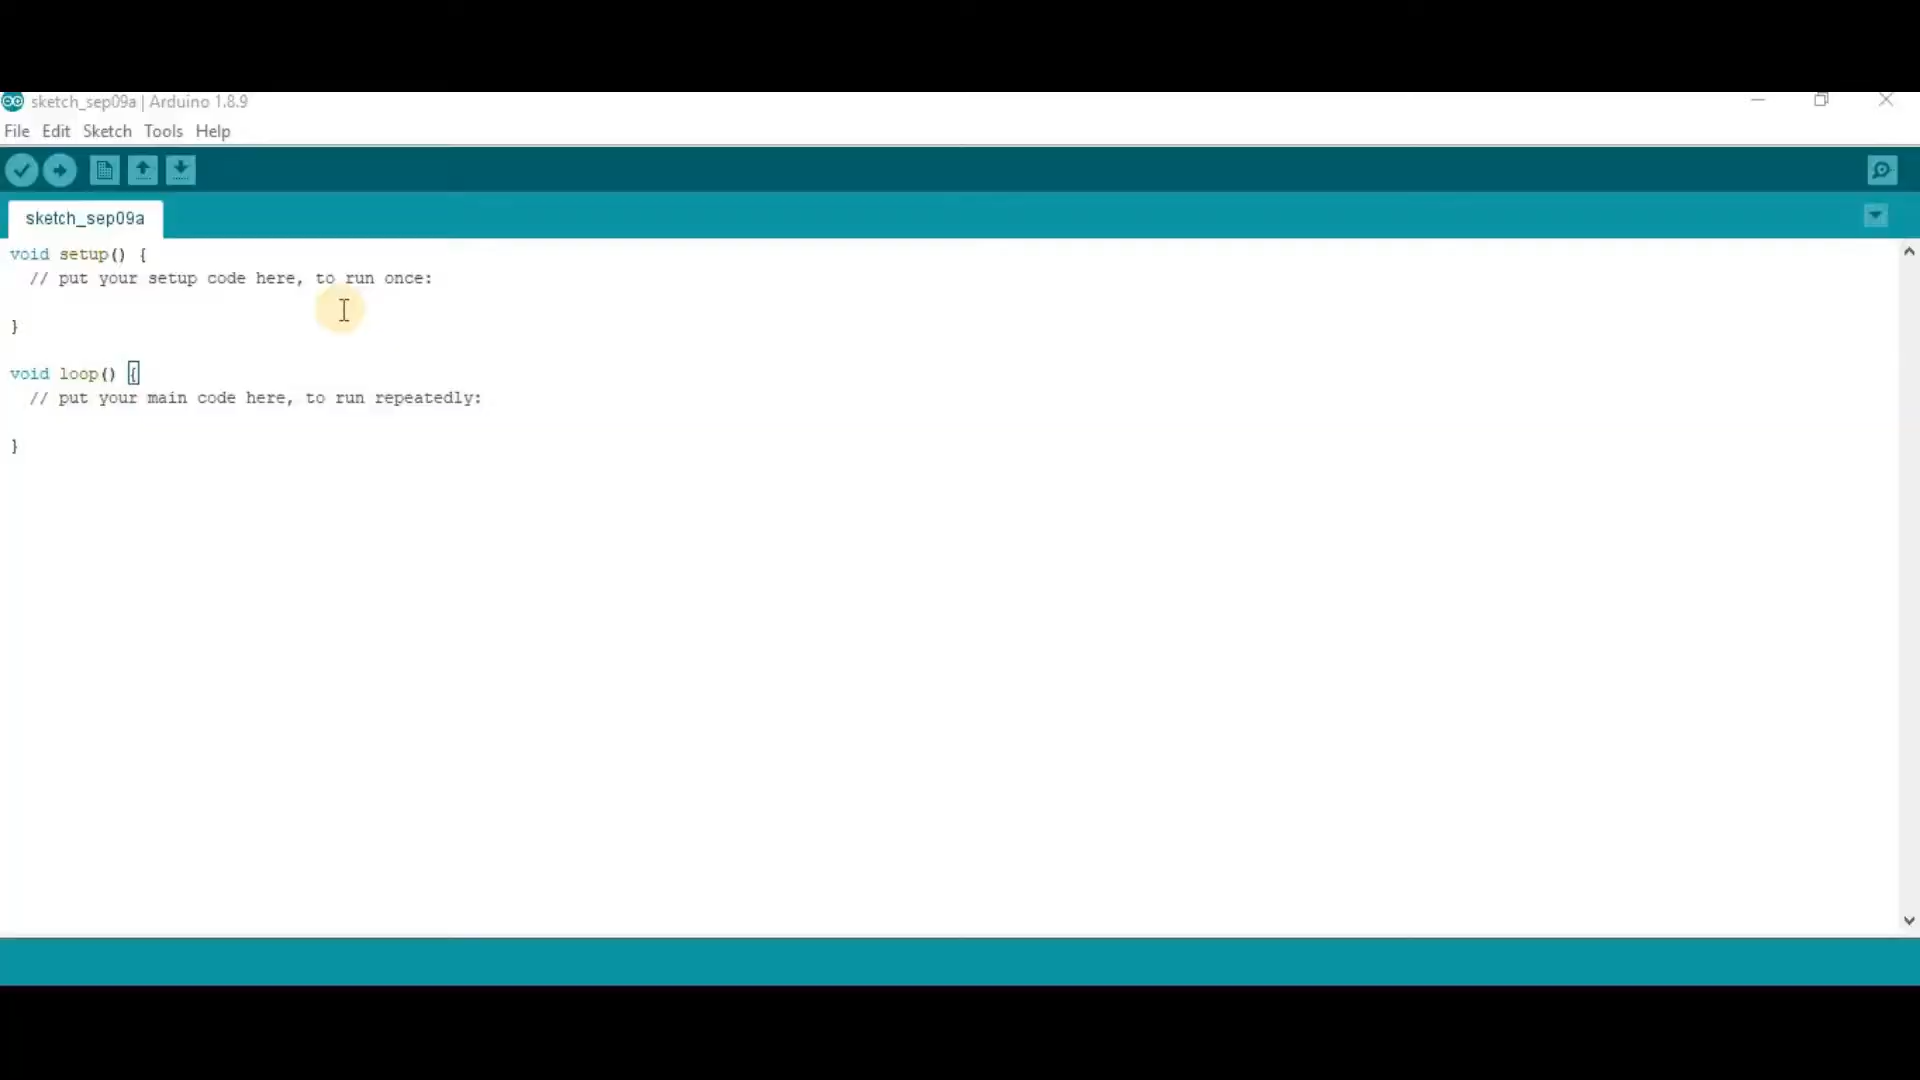 sketch_sep09a | Arduino 1.8.9
File Edit Sketch Tools Help
sketch_sep09a
void setup() {
  // put your setup code here, to run once:
}
void loop() {
  // put your main code here, to run repeatedly:
}